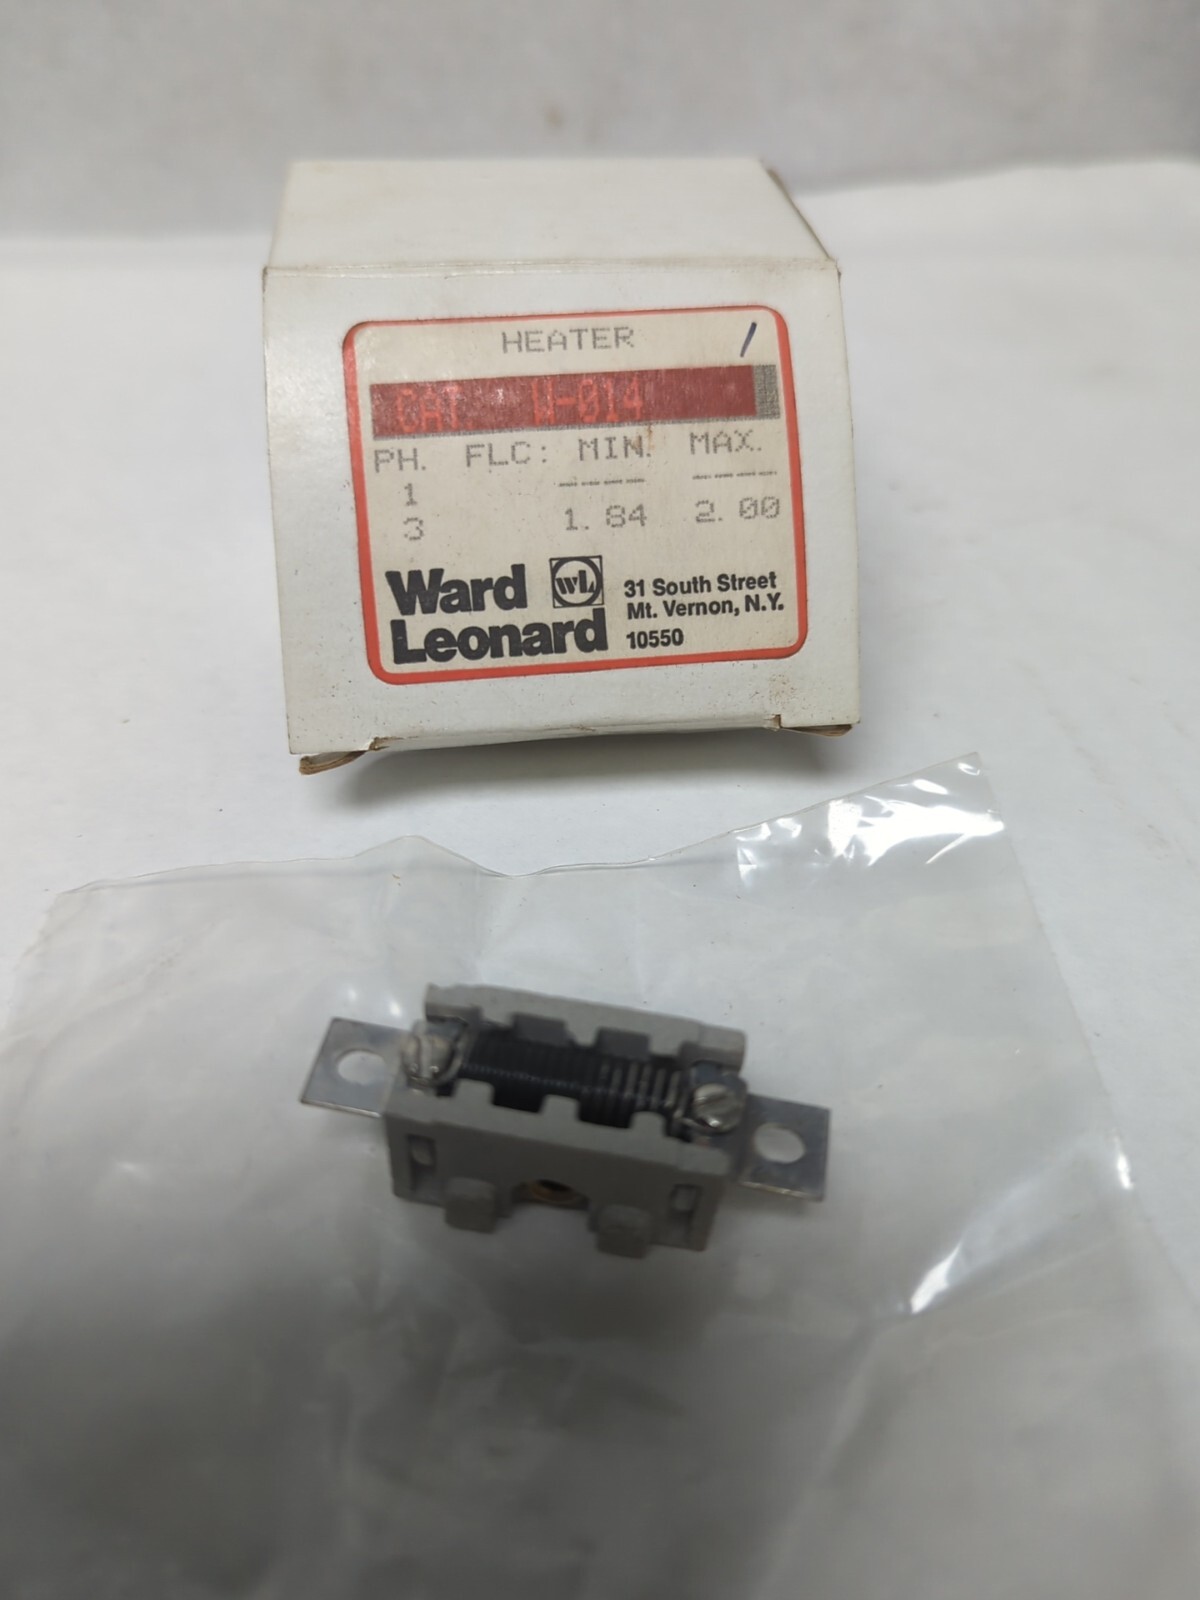 HEATER /
CAT. W-014
PH. FLC: MIN. MAX.
1 ---- ----
3 1.84 2.00
Ward Leonard
WL
31 South Street
Mt. Vernon, N.Y.
10550